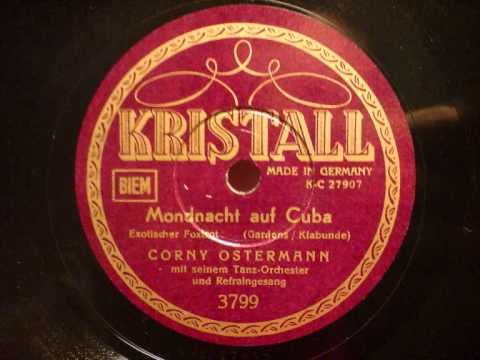 KRISTALL
MADE IN GERMANY
K-C 27907
BIEM
Mondnacht auf Cuba
Exotischer Foxtrot (Gardens / Klabunde)
CORNY OSTERMANN
mit seinem Tanz-Orchester
und Refraingesang
3799